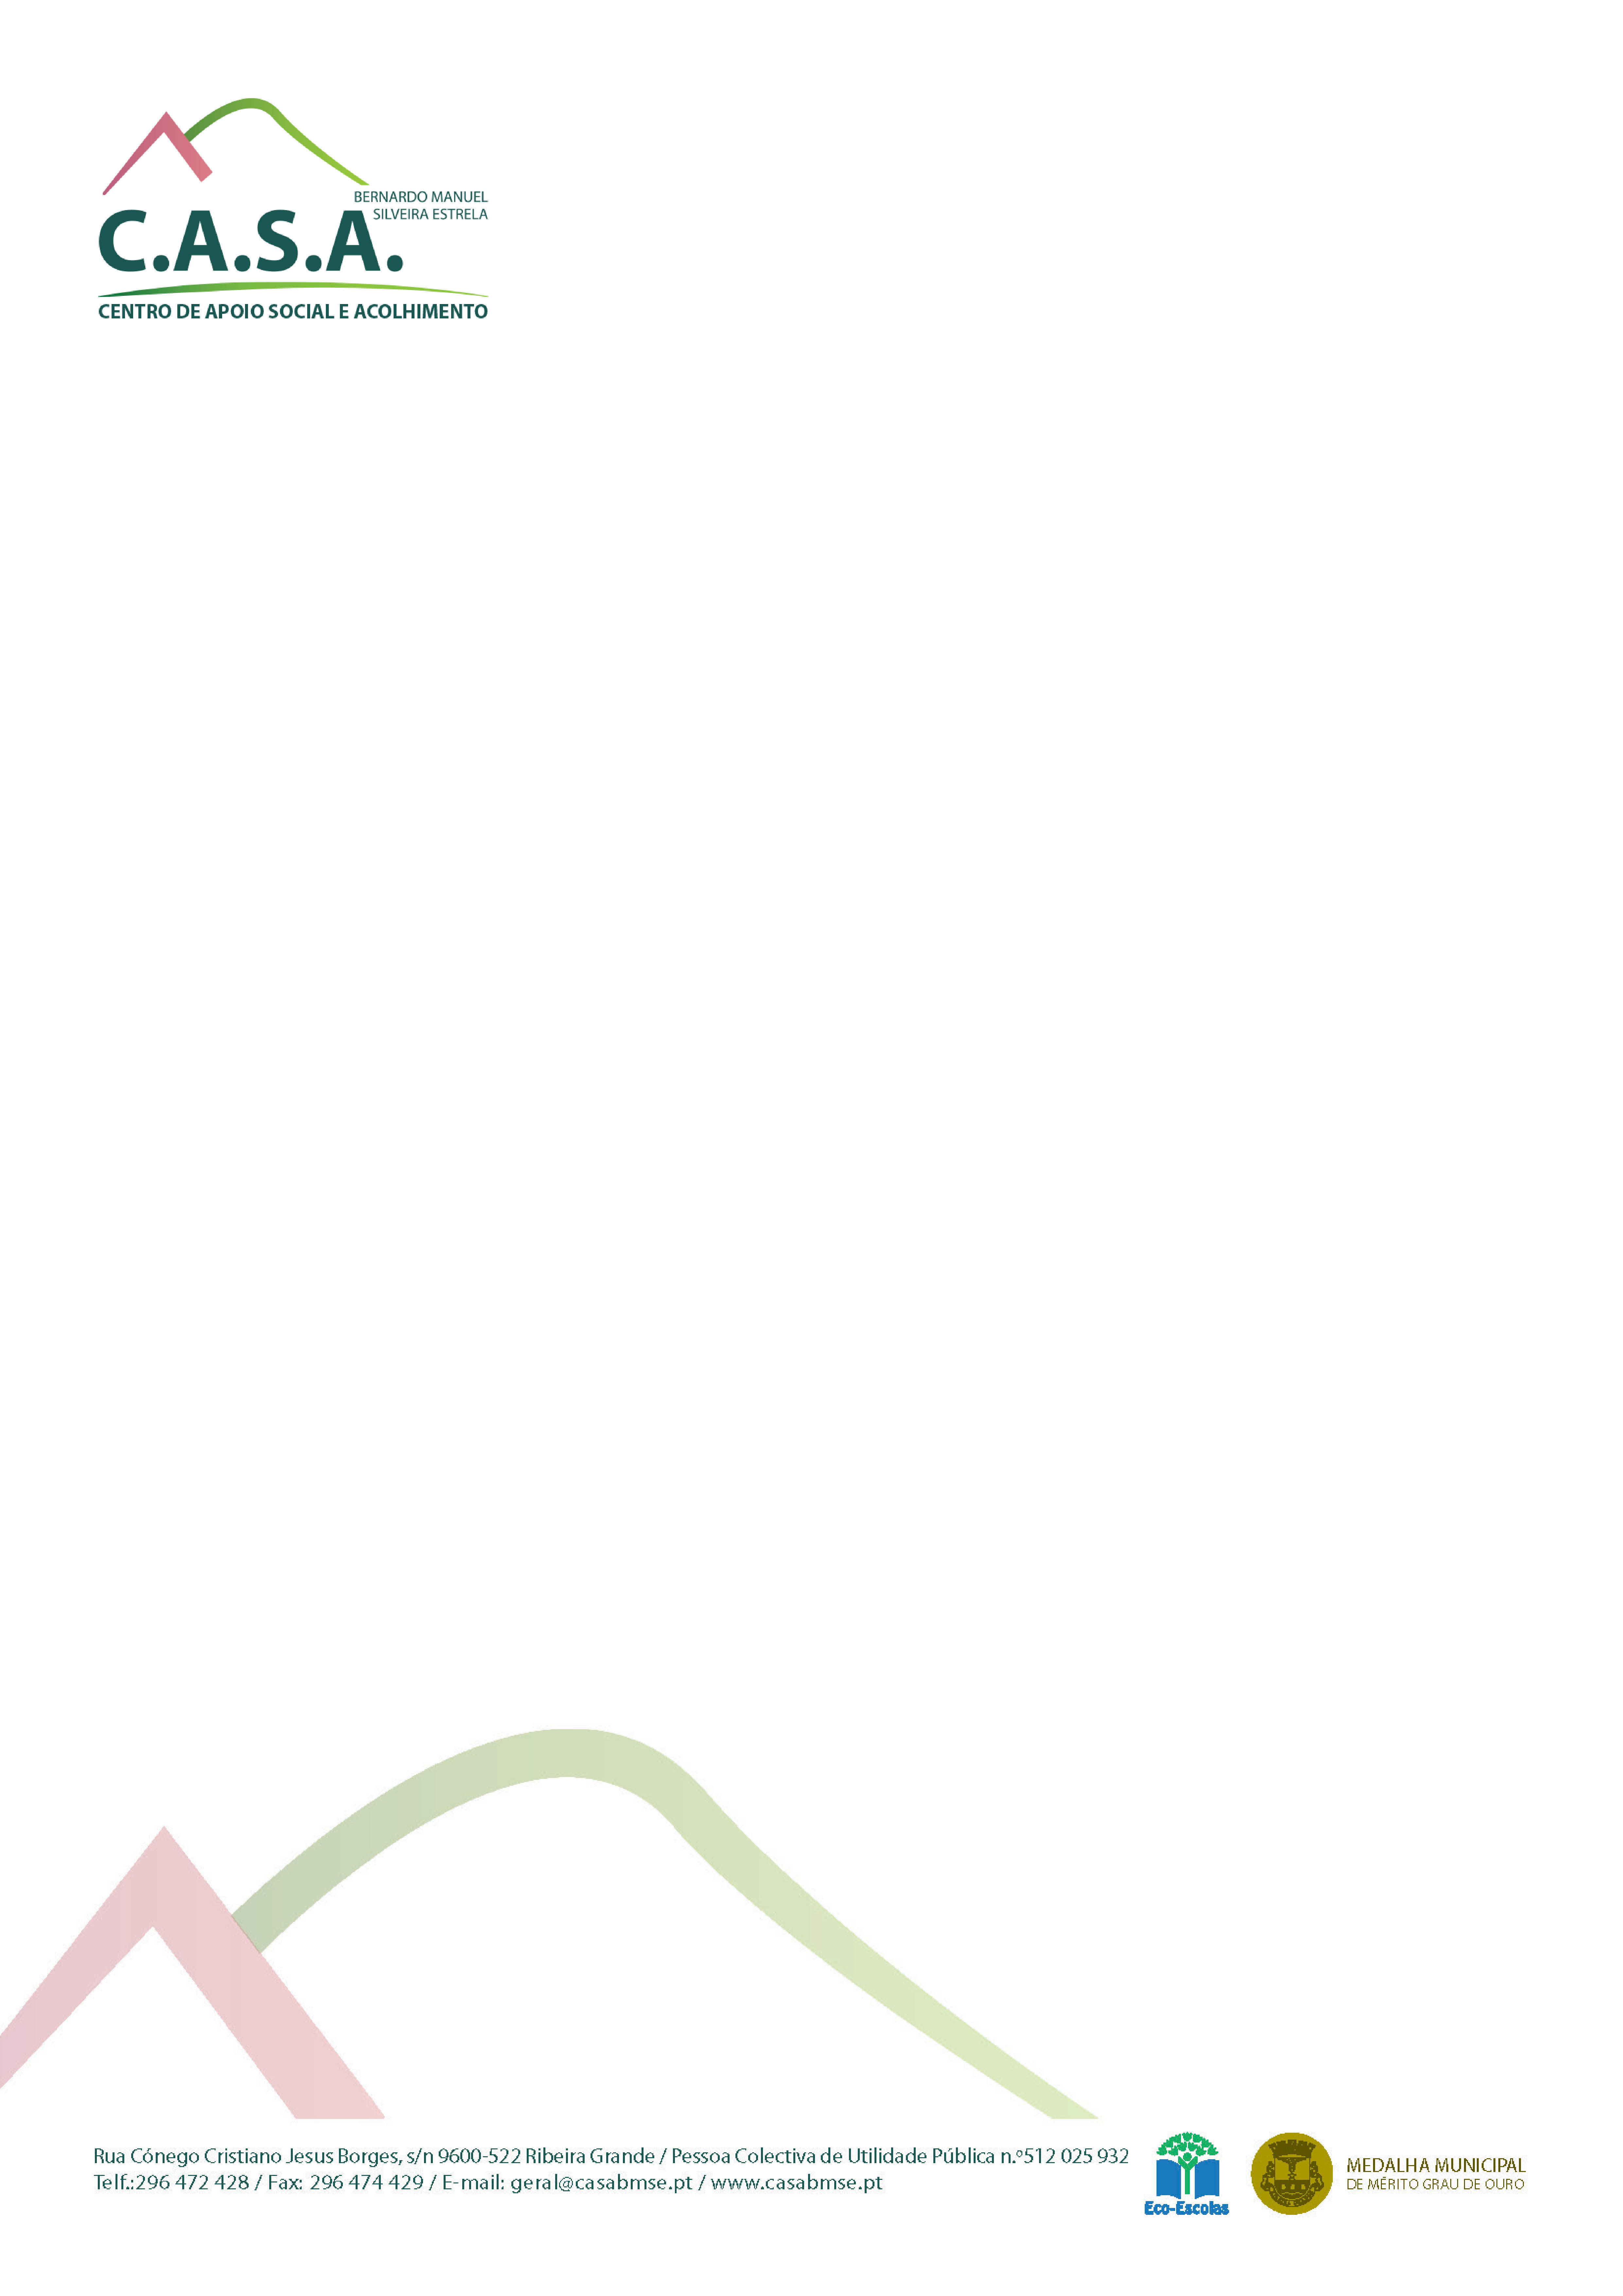 BERNARDO MANUEL
SILVEIRA ESTRELA
C.A.S.A.
CENTRO DE APOIO SOCIAL E ACOLHIMENTO
Rua Cónego Cristiano Jesus Borges, s/n 9600-522 Ribeira Grande / Pessoa Colectiva de Utilidade Pública n.º512 025 932
Telf.:296 472 428 / Fax: 296 474 429 / E-mail: geral@casabmse.pt / www.casabmse.pt
Eco-Escolas
MEDALHA MUNICIPAL
DE MÉRITO GRAU DE OURO